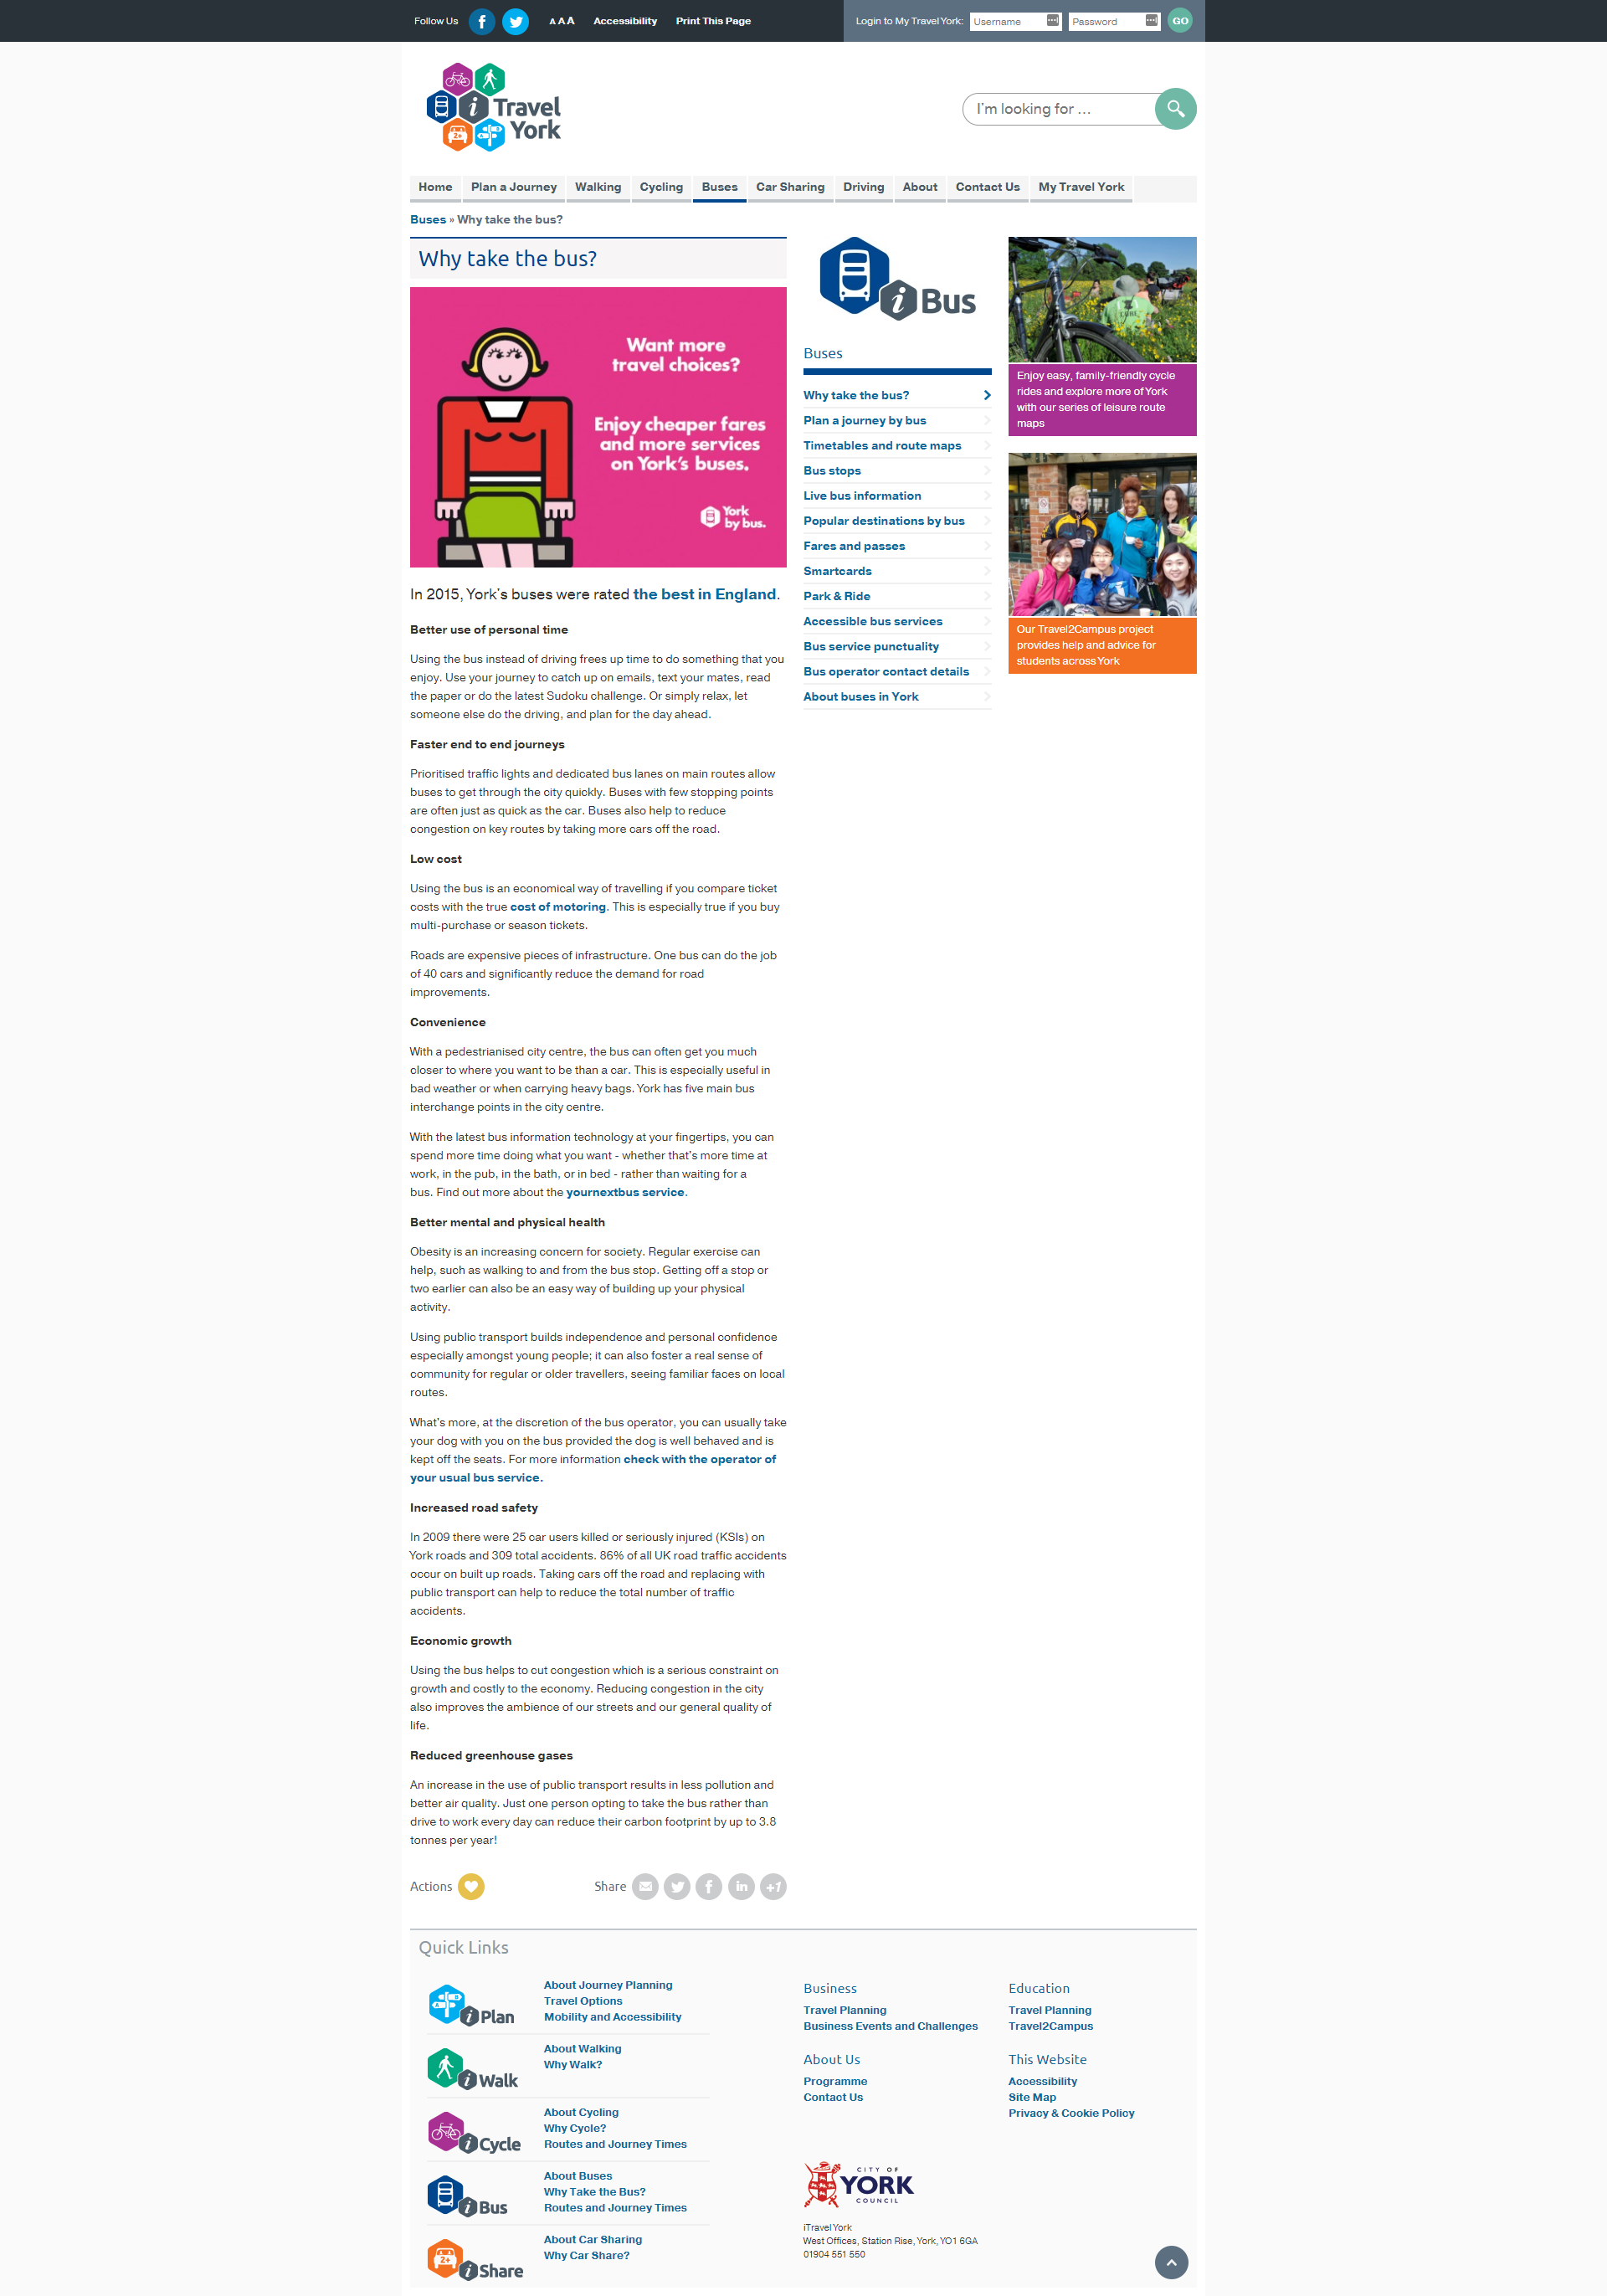 Follow Us
A A A
Accessibility
Print This Page
Login to My Travel York:
Username
Password
GO
i Travel
York
I'm looking for ...
Home
Plan a Journey
Walking
Cycling
Buses
Car Sharing
Driving
About
Contact Us
My Travel York
Buses » Why take the bus?
Why take the bus?
Want more
travel choices?
Enjoy cheaper fares
and more services
on York's buses.
York
by bus.
In 2015, York's buses were rated the best in England.
Better use of personal time
Using the bus instead of driving frees up time to do something that you
enjoy. Use your journey to catch up on emails, text your mates, read
the paper or do the latest Sudoku challenge. Or simply relax, let
someone else do the driving, and plan for the day ahead.
Faster end to end journeys
Prioritised traffic lights and dedicated bus lanes on main routes allow
buses to get through the city quickly. Buses with few stopping points
are often just as quick as the car. Buses also help to reduce
congestion on key routes by taking more cars off the road.
Low cost
Using the bus is an economical way of travelling if you compare ticket
costs with the true cost of motoring. This is especially true if you buy
multi-purchase or season tickets.
Roads are expensive pieces of infrastructure. One bus can do the job
of 40 cars and significantly reduce the demand for road
improvements.
Convenience
With a pedestrianised city centre, the bus can often get you much
closer to where you want to be than a car. This is especially useful in
bad weather or when carrying heavy bags. York has five main bus
interchange points in the city centre.
With the latest bus information technology at your fingertips, you can
spend more time doing what you want - whether that's more time at
work, in the pub, in the bath, or in bed - rather than waiting for a
bus. Find out more about the yournextbus service.
Better mental and physical health
Obesity is an increasing concern for society. Regular exercise can
help, such as walking to and from the bus stop. Getting off a stop or
two earlier can also be an easy way of building up your physical
activity.
Using public transport builds independence and personal confidence
especially amongst young people; it can also foster a real sense of
community for regular or older travellers, seeing familiar faces on local
routes.
What's more, at the discretion of the bus operator, you can usually take
your dog with you on the bus provided the dog is well behaved and is
kept off the seats. For more information check with the operator of
your usual bus service.
Increased road safety
In 2009 there were 25 car users killed or seriously injured (KSIs) on
York roads and 309 total accidents. 86% of all UK road traffic accidents
occur on built up roads. Taking cars off the road and replacing with
public transport can help to reduce the total number of traffic
accidents.
Economic growth
Using the bus helps to cut congestion which is a serious constraint on
growth and costly to the economy. Reducing congestion in the city
also improves the ambience of our streets and our general quality of
life.
Reduced greenhouse gases
An increase in the use of public transport results in less pollution and
better air quality. Just one person opting to take the bus rather than
drive to work every day can reduce their carbon footprint by up to 3.8
tonnes per year!
Actions
Share
in
+1
i Bus
Buses
Why take the bus?
Plan a journey by bus
Timetables and route maps
Bus stops
Live bus information
Popular destinations by bus
Fares and passes
Smartcards
Park & Ride
Accessible bus services
Bus service punctuality
Bus operator contact details
About buses in York
Enjoy easy, family-friendly cycle
rides and explore more of York
with our series of leisure route
maps
Our Travel2Campus project
provides help and advice for
students across York
Quick Links
i Plan
About Journey Planning
Travel Options
Mobility and Accessibility
i Walk
About Walking
Why Walk?
i Cycle
About Cycling
Why Cycle?
Routes and Journey Times
i Bus
About Buses
Why Take the Bus?
Routes and Journey Times
2+
i Share
About Car Sharing
Why Car Share?
Business
Travel Planning
Business Events and Challenges
Education
Travel Planning
Travel2Campus
About Us
Programme
Contact Us
This Website
Accessibility
Site Map
Privacy & Cookie Policy
CITY OF
YORK
COUNCIL
iTravel York
West Offices, Station Rise, York, YO1 6GA
01904 551 550